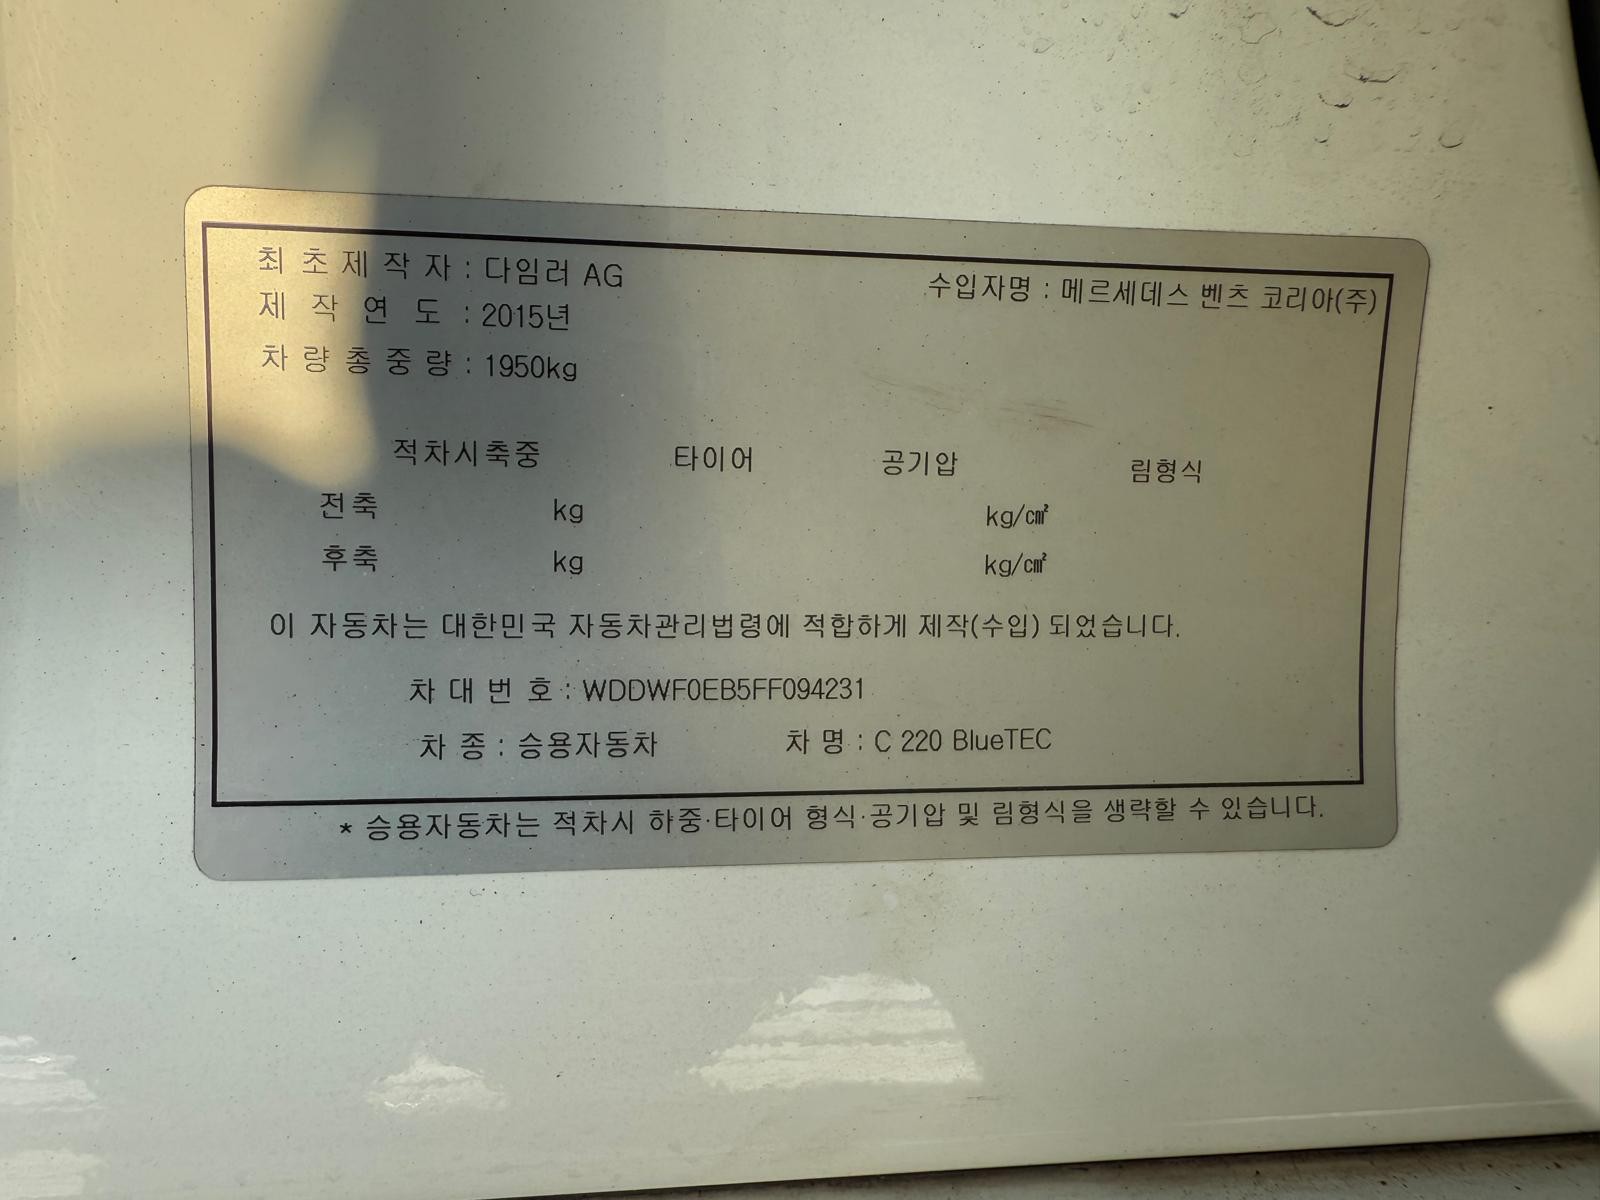 최초제작자 : 다임러 AG
수입자명 : 메르세데스 벤츠 코리아(주)
제작연도 : 2015년
차량총중량 : 1950kg
적차시축중 타이어 공기압 림형식
전축 kg kg/㎠
후축 kg kg/㎠
이 자동차는 대한민국 자동차관리법령에 적합하게 제작(수입) 되었습니다.
차대번호 : WDDWF0EB5FF094231
차종 : 승용자동차 차명 : C 220 BlueTEC
* 승용자동차는 적차시 하중·타이어 형식·공기압 및 림형식을 생략할 수 있습니다.